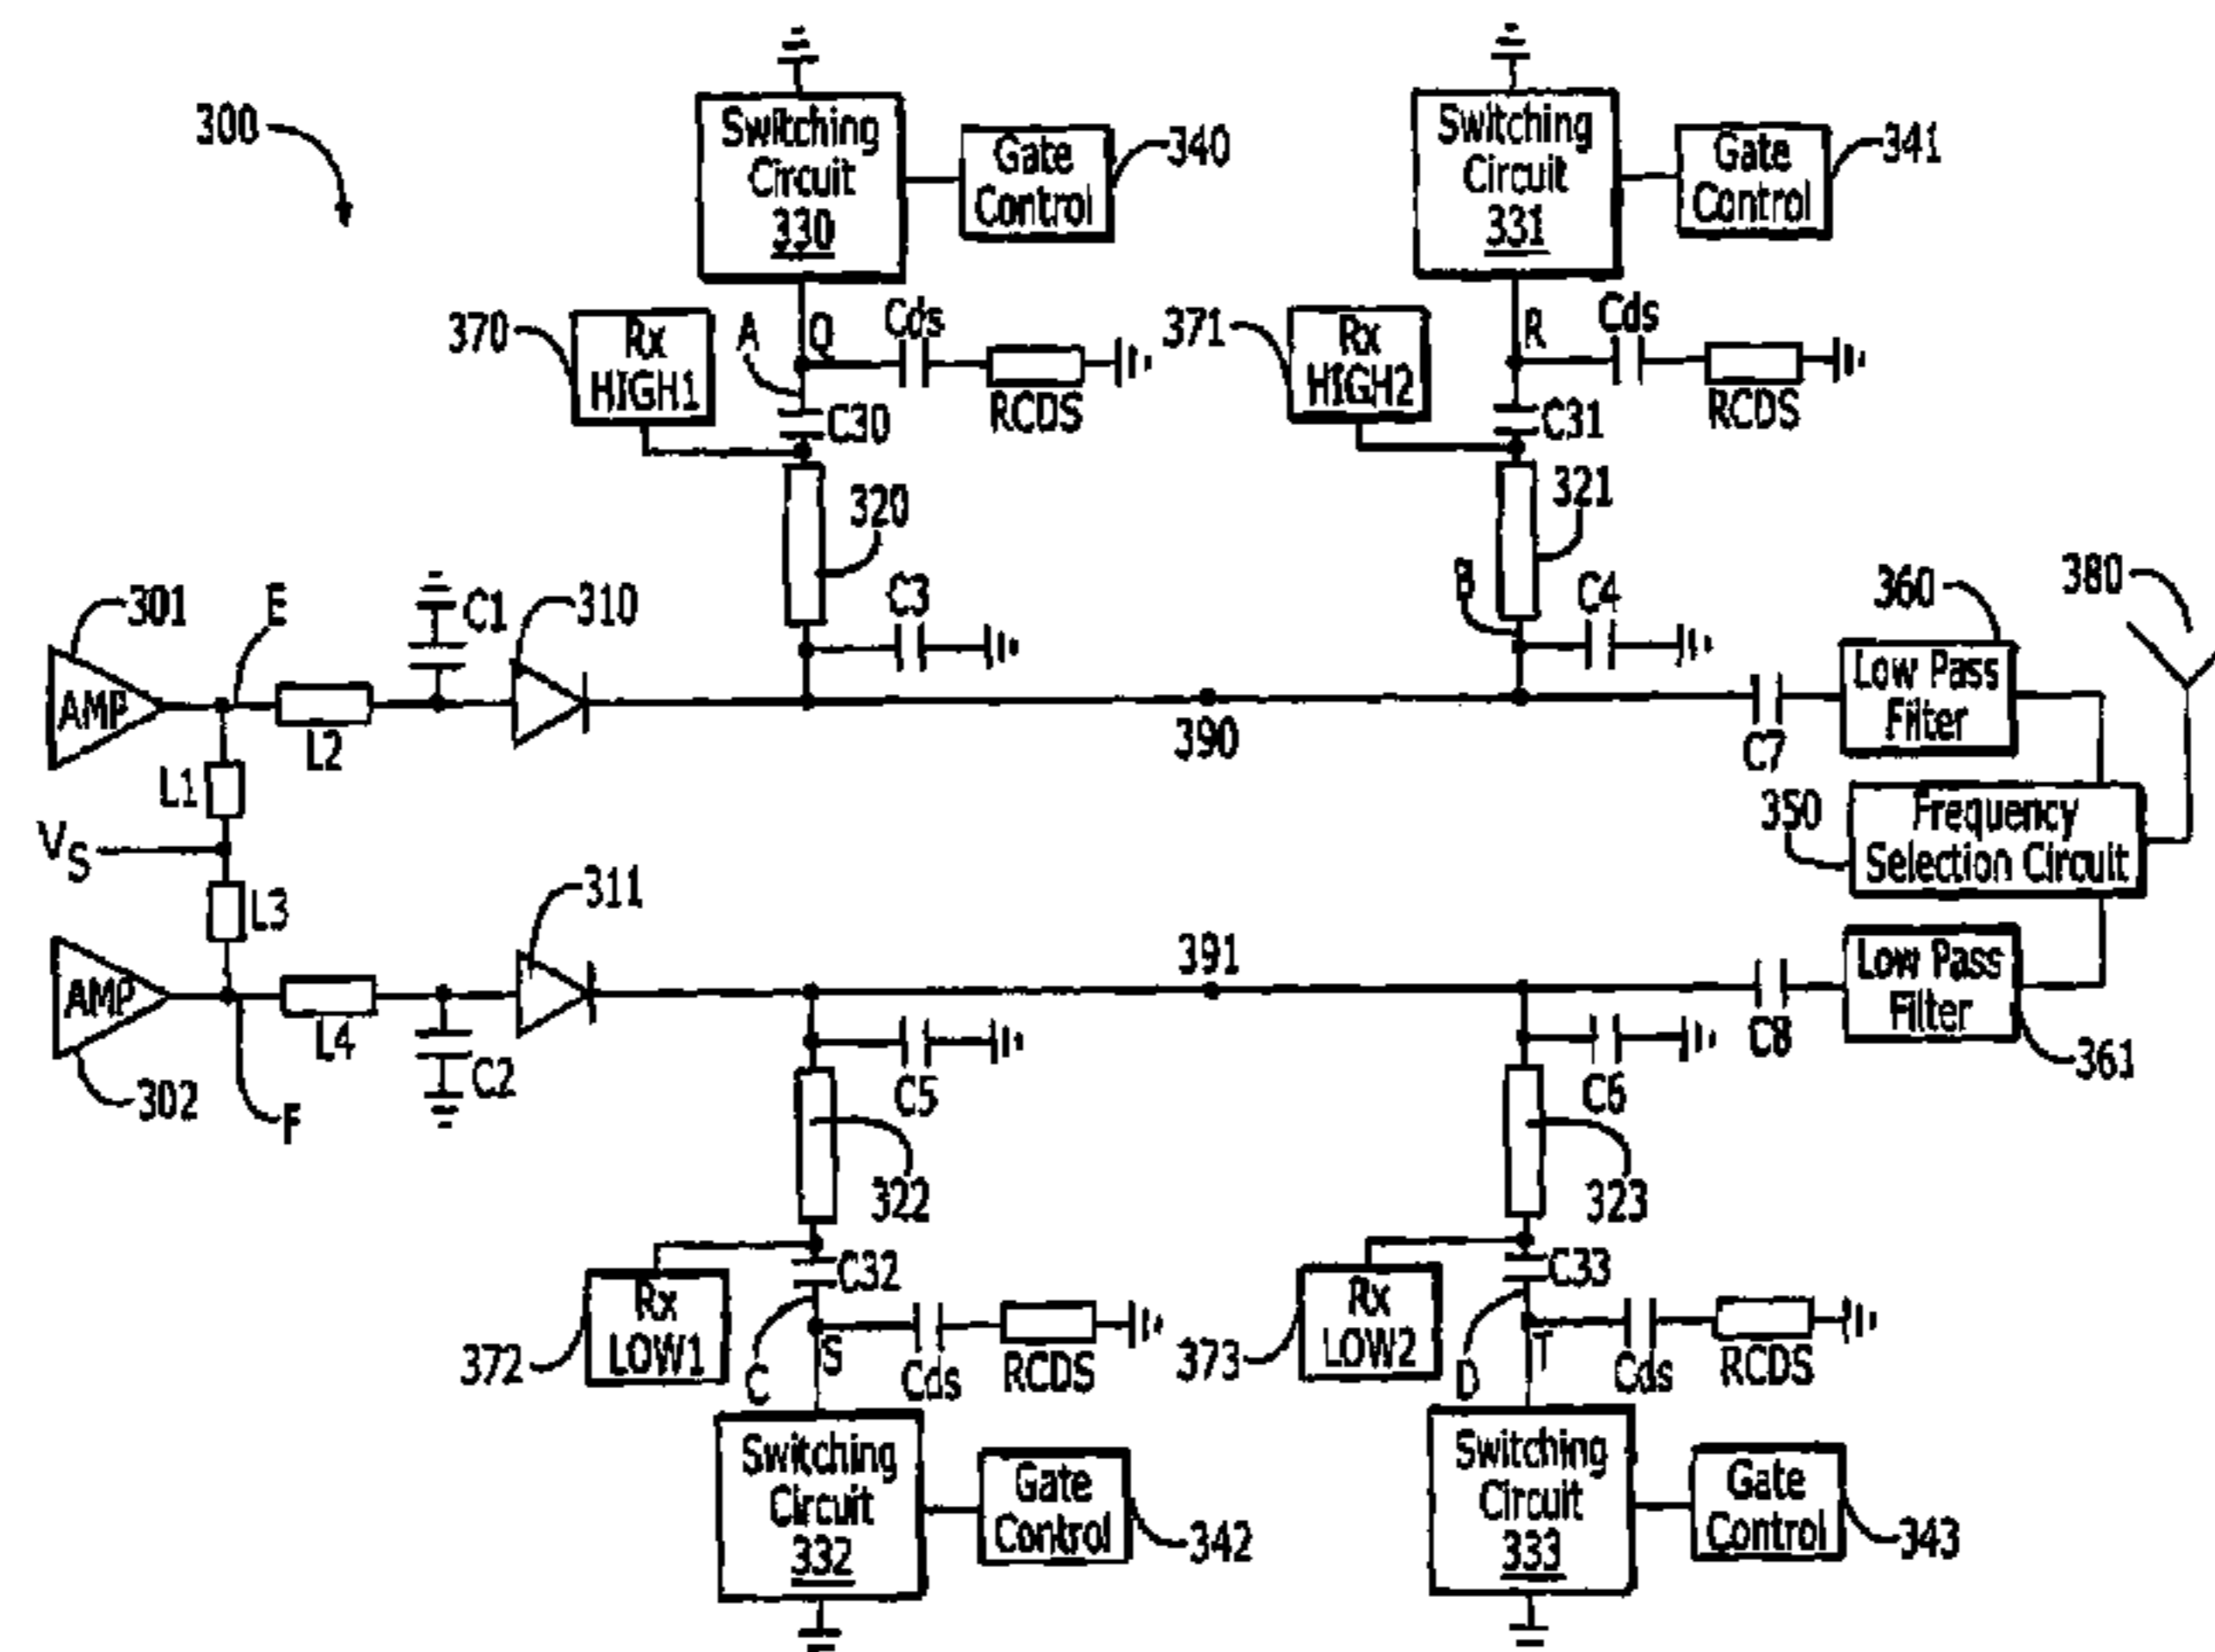 300
Switching
Circuit
330
Gate
Control
340
Switching
Circuit
331
Gate
Control
341
370
Rx
HIGH1
A
Q
Cds
RCDS
C30
371
Rx
HIGH2
R
Cds
RCDS
C31
320
321
301
E
C1
310
C3
B
C4
360
380
AMP
L2
390
C7
Low Pass
Filter
L1
VS
L3
350
Frequency
Selection Circuit
311
391
AMP
L4
C2
302
F
C5
C6
C8
Low Pass
Filter
361
322
323
Rx
LOW1
372
C32
C
S
Cds
RCDS
Rx
LOW2
373
C33
D
T
Cds
RCDS
Switching
Circuit
332
Gate
Control
342
Switching
Circuit
333
Gate
Control
343